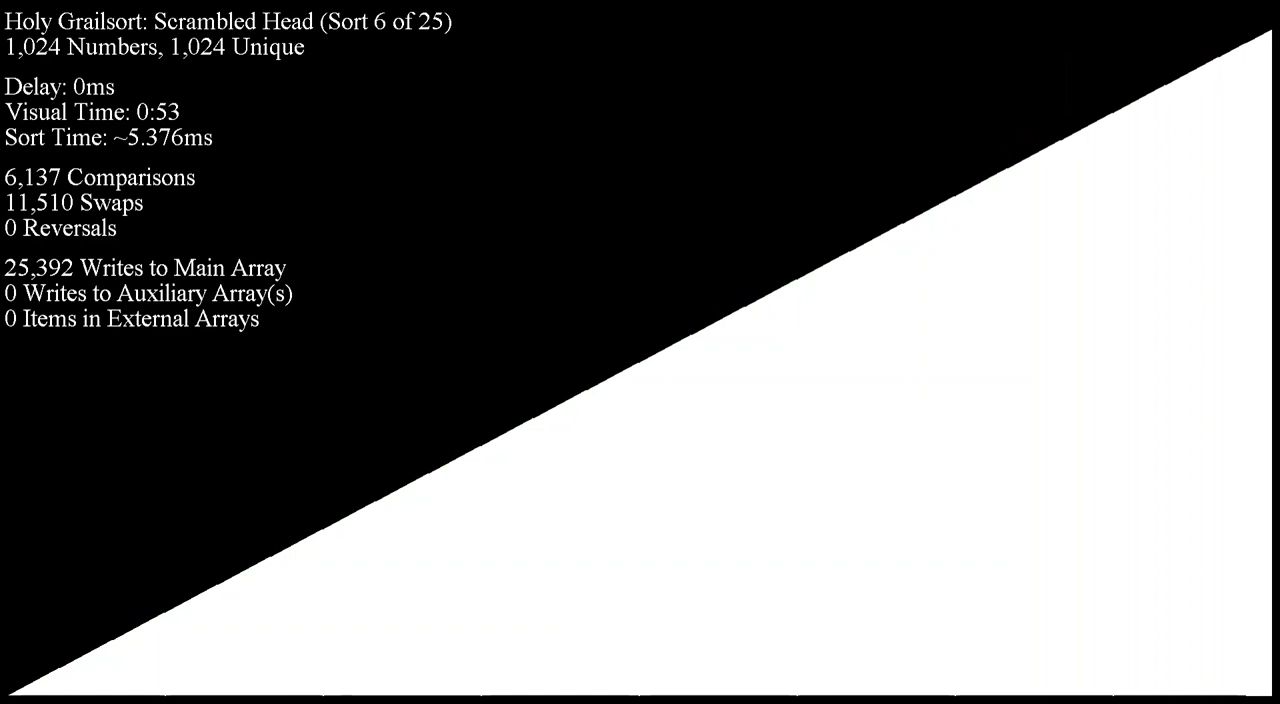 Holy Grailsort: Scrambled Head (Sort 6 of 25)
1,024 Numbers, 1,024 Unique
Delay: 0ms
Visual Time: 0:53
Sort Time: ~5.376ms
6,137 Comparisons
11,510 Swaps
0 Reversals
25,392 Writes to Main Array
0 Writes to Auxiliary Array(s)
0 Items in External Arrays